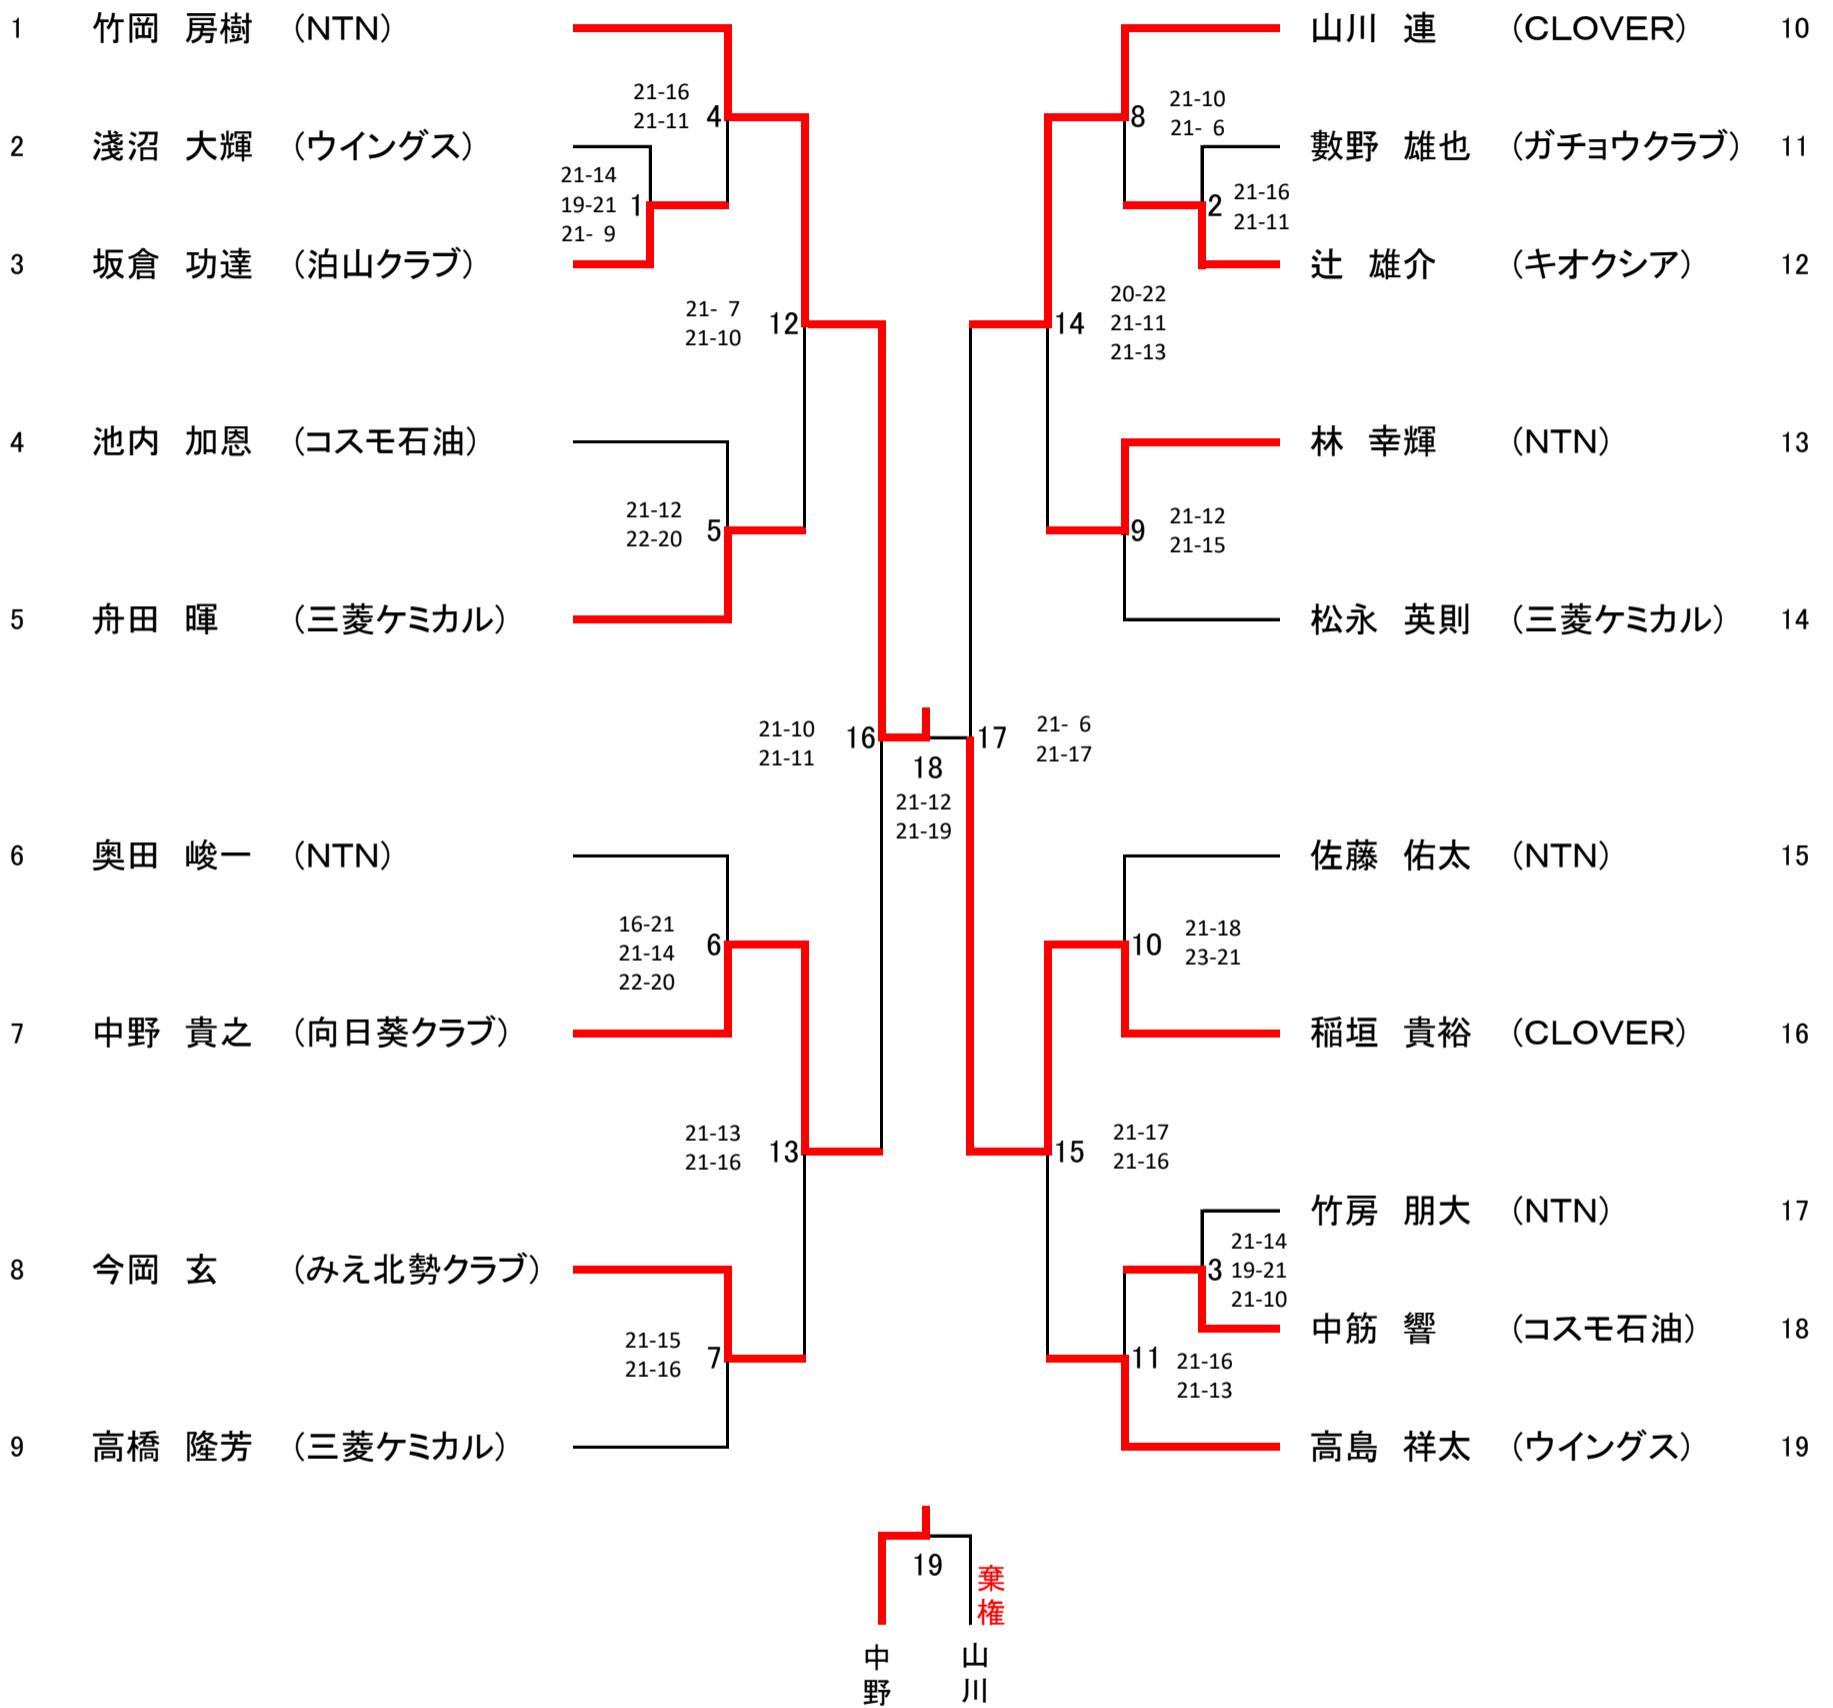 1 竹岡 房樹 (NTN)
山川 連 (CLOVER) 10
21-16
21-11
4
8
21-10
21- 6
2 淺沼 大輝 (ウイングス)
數野 雄也 (ガチョウクラブ) 11
21-14
19-21
21- 9
1
2
21-16
21-11
3 坂倉 功達 (泊山クラブ)
辻 雄介 (キオクシア) 12
21- 7
21-10
12
14
20-22
21-11
21-13
4 池内 加恩 (コスモ石油)
林 幸輝 (NTN) 13
21-12
22-20
5
9
21-12
21-15
5 舟田 暉 (三菱ケミカル)
松永 英則 (三菱ケミカル) 14
21-10
21-11
16
17
21- 6
21-17
18
21-12
21-19
6 奥田 峻一 (NTN)
佐藤 佑太 (NTN) 15
16-21
21-14
22-20
6
10
21-18
23-21
7 中野 貴之 (向日葵クラブ)
稲垣 貴裕 (CLOVER) 16
21-13
21-16
13
15
21-17
21-16
竹房 朋大 (NTN) 17
21-14
19-21
21-10
3
8 今岡 玄 (みえ北勢クラブ)
中筋 響 (コスモ石油) 18
21-15
21-16
7
11
21-16
21-13
9 高橋 隆芳 (三菱ケミカル)
高島 祥太 (ウイングス) 19
19
棄権
中野
山川